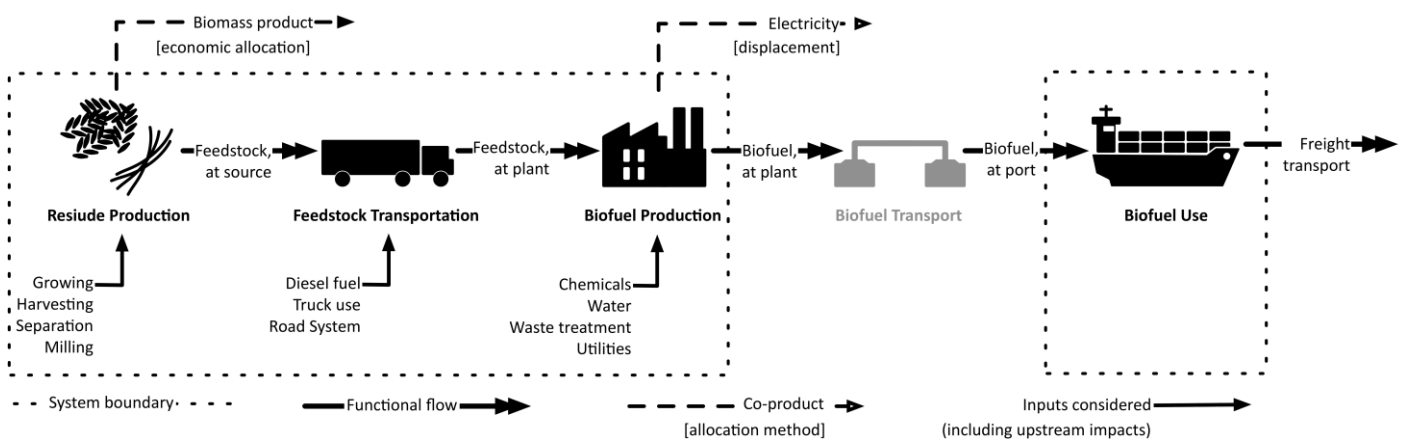 Biomass product
[economic allocation]
Electricity
[displacement]
Feedstock,
at source
Feedstock,
at plant
Biofuel,
at plant
Biofuel,
at port
Freight
transport
Resiude Production
Feedstock Transportation
Biofuel Production
Biofuel Transport
Biofuel Use
Growing
Harvesting
Separation
Milling
Diesel fuel
Truck use
Road System
Chemicals
Water
Waste treatment
Utilities
System boundary
Functional flow
Co-product
[allocation method]
Inputs considered
(including upstream impacts)